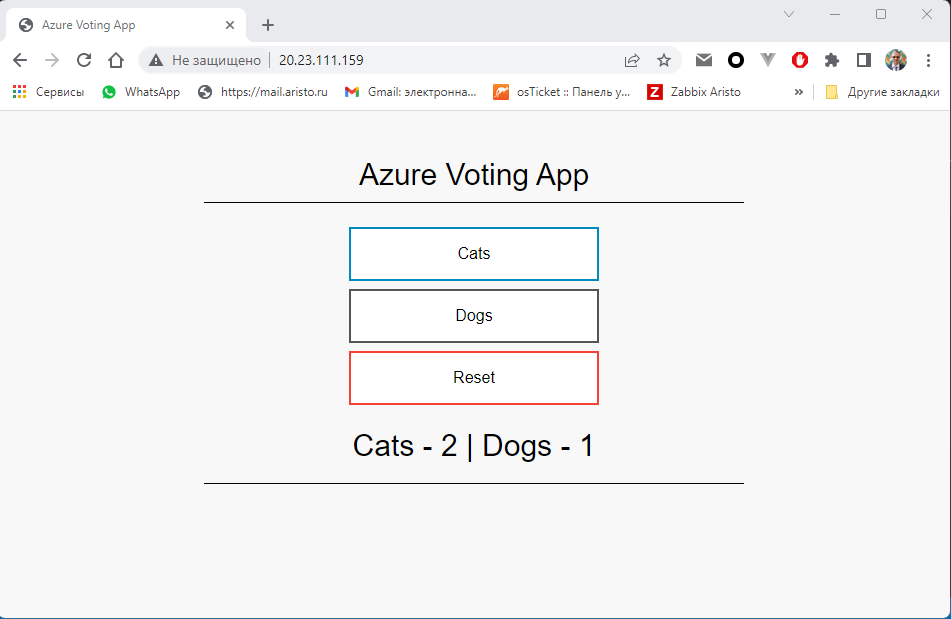 Azure Voting App
Не защищено 20.23.111.159
Сервисы WhatsApp https://mail.aristo.ru Gmail: электронна... osTicket :: Панель у... Z Zabbix Aristo » Другие закладки
Azure Voting App
Cats
Dogs
Reset
Cats - 2 | Dogs - 1